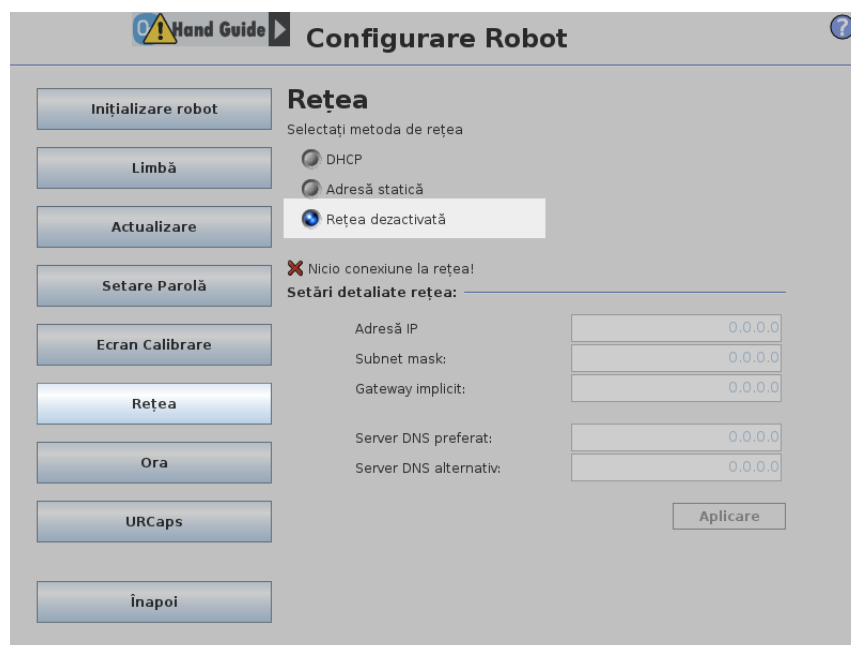 Hand Guide
Configurare Robot
?
Inițializare robot
Limbă
Actualizare
Setare Parolă
Ecran Calibrare
Rețea
Ora
URCaps
Înapoi
Rețea
Selectați metoda de rețea
DHCP
Adresă statică
Rețea dezactivată
Nicio conexiune la rețea!
Setări detaliate rețea:
Adresă IP 0.0.0.0
Subnet mask: 0.0.0.0
Gateway implicit: 0.0.0.0
Server DNS preferat: 0.0.0.0
Server DNS alternativ: 0.0.0.0
Aplicare